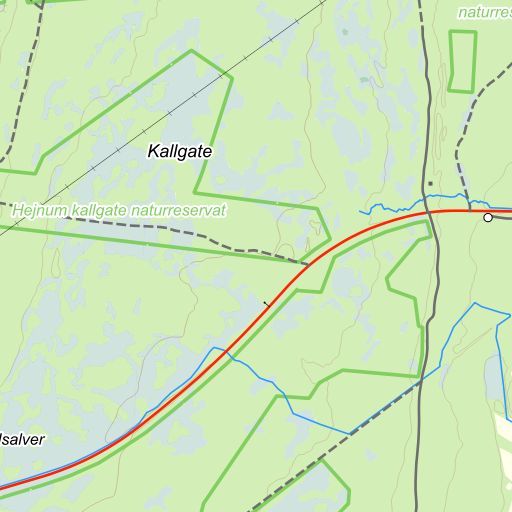 naturres
Kallgate
Hejnum kallgate naturreservat
lsalver